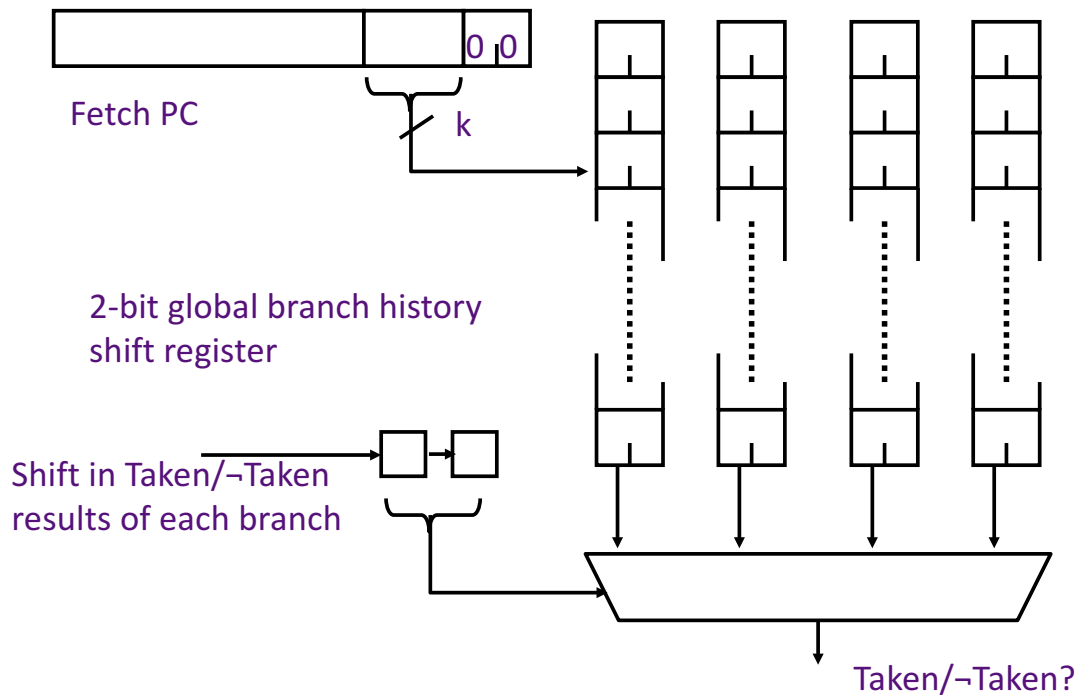 0 0
Fetch PC
k
2-bit global branch history
shift register
Shift in Taken/¬Taken
results of each branch
Taken/¬Taken?